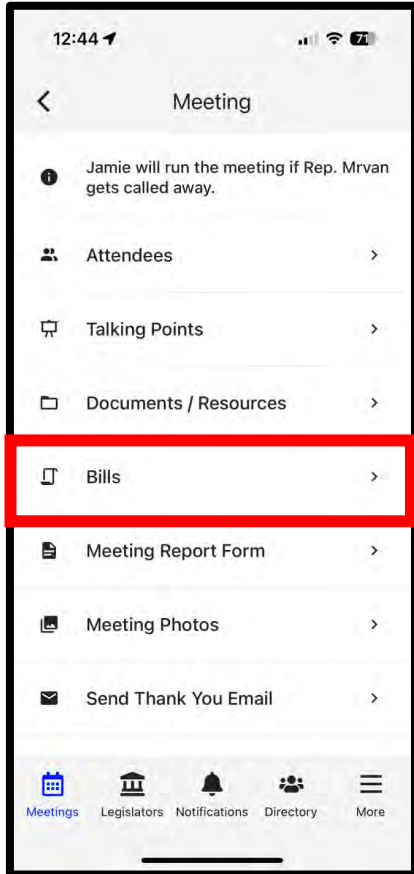 12:44
71
Meeting
Jamie will run the meeting if Rep. Mrvan
gets called away.
Attendees
Talking Points
Documents / Resources
Bills
Meeting Report Form
Meeting Photos
Send Thank You Email
Meetings Legislators Notifications Directory More